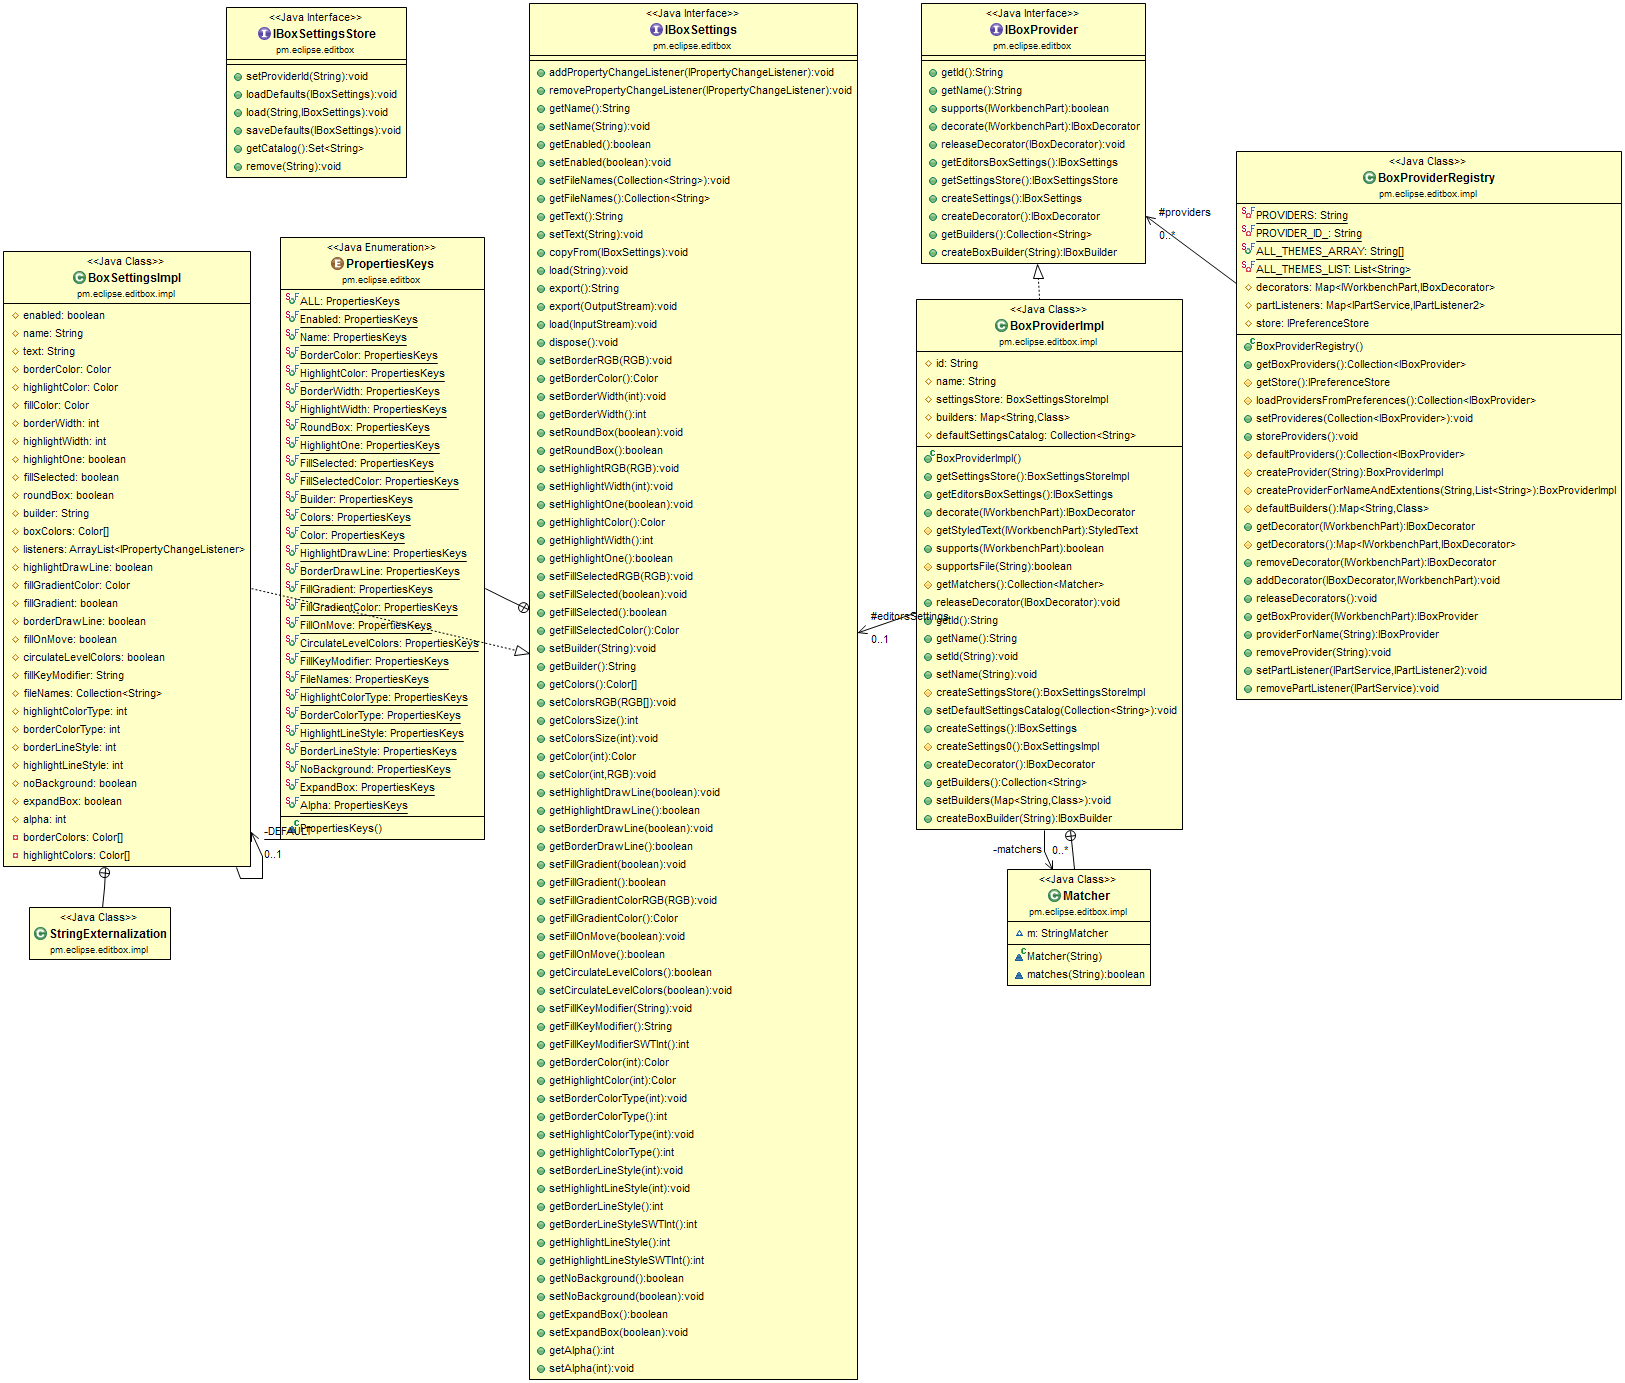 <<Java Interface>>
IBoxSettingsStore
pm.eclipse.editbox
setProviderId(String):void
loadDefaults(IBoxSettings):void
load(String,IBoxSettings):void
saveDefaults(IBoxSettings):void
getCatalog():Set<String>
remove(String):void
<<Java Class>>
BoxSettingsImpl
pm.eclipse.editbox.impl
enabled: boolean
name: String
text: String
borderColor: Color
highlightColor: Color
fillColor: Color
borderWidth: int
highlightWidth: int
highlightOne: boolean
fillSelected: boolean
roundBox: boolean
builder: String
boxColors: Color[]
listeners: ArrayList<IPropertyChangeListener>
highlightDrawLine: boolean
fillGradientColor: Color
fillGradient: boolean
borderDrawLine: boolean
fillOnMove: boolean
circulateLevelColors: boolean
fillKeyModifier: String
fileNames: Collection<String>
highlightColorType: int
borderColorType: int
borderLineStyle: int
highlightLineStyle: int
noBackground: boolean
expandBox: boolean
alpha: int
borderColors: Color[]
highlightColors: Color[]
-DEFAULT
0..1
<<Java Class>>
StringExternalization
pm.eclipse.editbox.impl
<<Java Enumeration>>
PropertiesKeys
pm.eclipse.editbox
ALL: PropertiesKeys
Enabled: PropertiesKeys
Name: PropertiesKeys
BorderColor: PropertiesKeys
HighlightColor: PropertiesKeys
BorderWidth: PropertiesKeys
HighlightWidth: PropertiesKeys
RoundBox: PropertiesKeys
HighlightOne: PropertiesKeys
FillSelected: PropertiesKeys
FillSelectedColor: PropertiesKeys
Builder: PropertiesKeys
Colors: PropertiesKeys
Color: PropertiesKeys
HighlightDrawLine: PropertiesKeys
BorderDrawLine: PropertiesKeys
FillGradient: PropertiesKeys
FillGradientColor: PropertiesKeys
FillOnMove: PropertiesKeys
CirculateLevelColors: PropertiesKeys
FillKeyModifier: PropertiesKeys
FileNames: PropertiesKeys
HighlightColorType: PropertiesKeys
BorderColorType: PropertiesKeys
HighlightLineStyle: PropertiesKeys
BorderLineStyle: PropertiesKeys
NoBackground: PropertiesKeys
ExpandBox: PropertiesKeys
Alpha: PropertiesKeys
PropertiesKeys()
<<Java Interface>>
IBoxSettings
pm.eclipse.editbox
addPropertyChangeListener(IPropertyChangeListener):void
removePropertyChangeListener(IPropertyChangeListener):void
getName():String
setName(String):void
getEnabled():boolean
setEnabled(boolean):void
setFileNames(Collection<String>):void
getFileNames():Collection<String>
getText():String
setText(String):void
copyFrom(IBoxSettings):void
load(String):void
export():String
export(OutputStream):void
load(InputStream):void
dispose():void
setBorderRGB(RGB):void
getBorderColor():Color
setBorderWidth(int):void
getBorderWidth():int
setRoundBox(boolean):void
getRoundBox():boolean
setHighlightRGB(RGB):void
setHighlightWidth(int):void
setHighlightOne(boolean):void
getHighlightColor():Color
getHighlightWidth():int
getHighlightOne():boolean
setFillSelectedRGB(RGB):void
setFillSelected(boolean):void
getFillSelected():boolean
getFillSelectedColor():Color
setBuilder(String):void
getBuilder():String
getColors():Color[]
setColorsRGB(RGB[]):void
getColorsSize():int
setColorsSize(int):void
getColor(int):Color
setColor(int,RGB):void
setHighlightDrawLine(boolean):void
getHighlightDrawLine():boolean
setBorderDrawLine(boolean):void
getBorderDrawLine():boolean
setFillGradient(boolean):void
getFillGradient():boolean
setFillGradientColorRGB(RGB):void
getFillGradientColor():Color
setFillOnMove(boolean):void
getFillOnMove():boolean
getCirculateLevelColors():boolean
setCirculateLevelColors(boolean):void
setFillKeyModifier(String):void
getFillKeyModifier():String
getFillKeyModifierSWTInt():int
getBorderColor(int):Color
getHighlightColor(int):Color
setBorderColorType(int):void
getBorderColorType():int
setHighlightColorType(int):void
getHighlightColorType():int
setBorderLineStyle(int):void
setHighlightLineStyle(int):void
getBorderLineStyle():int
getBorderLineStyleSWTInt():int
getHighlightLineStyle():int
getHighlightLineStyleSWTInt():int
getNoBackground():boolean
setNoBackground(boolean):void
getExpandBox():boolean
setExpandBox(boolean):void
getAlpha():int
setAlpha(int):void
<<Java Interface>>
IBoxProvider
pm.eclipse.editbox
getId():String
getName():String
supports(IWorkbenchPart):boolean
decorate(IWorkbenchPart):IBoxDecorator
releaseDecorator(IBoxDecorator):void
getEditorsBoxSettings():IBoxSettings
getSettingsStore():IBoxSettingsStore
createSettings():IBoxSettings
createDecorator():IBoxDecorator
getBuilders():Collection<String>
createBoxBuilder(String):IBoxBuilder
#providers
0..*
<<Java Class>>
BoxProviderImpl
pm.eclipse.editbox.impl
id: String
name: String
settingsStore: BoxSettingsStoreImpl
builders: Map<String,Class>
defaultSettingsCatalog: Collection<String>
BoxProviderImpl()
getSettingsStore():BoxSettingsStoreImpl
getEditorsBoxSettings():IBoxSettings
decorate(IWorkbenchPart):IBoxDecorator
getStyledText(IWorkbenchPart):StyledText
supports(IWorkbenchPart):boolean
supportsFile(String):boolean
getMatchers():Collection<Matcher>
releaseDecorator(IBoxDecorator):void
getId():String
getName():String
setId(String):void
setName(String):void
createSettingsStore():BoxSettingsStoreImpl
setDefaultSettingsCatalog(Collection<String>):void
createSettings():IBoxSettings
createSettings0():BoxSettingsImpl
createDecorator():IBoxDecorator
getBuilders():Collection<String>
setBuilders(Map<String,Class>):void
createBoxBuilder(String):IBoxBuilder
#editorsSettings
0..1
-matchers
0..*
<<Java Class>>
Matcher
pm.eclipse.editbox.impl
m: StringMatcher
Matcher(String)
matches(String):boolean
<<Java Class>>
BoxProviderRegistry
pm.eclipse.editbox.impl
PROVIDERS: String
PROVIDER_ID_: String
ALL_THEMES_ARRAY: String[]
ALL_THEMES_LIST: List<String>
decorators: Map<IWorkbenchPart,IBoxDecorator>
partListeners: Map<IPartService,IPartListener2>
store: IPreferenceStore
BoxProviderRegistry()
getBoxProviders():Collection<IBoxProvider>
getStore():IPreferenceStore
loadProvidersFromPreferences():Collection<IBoxProvider>
setProvideres(Collection<IBoxProvider>):void
storeProviders():void
defaultProviders():Collection<IBoxProvider>
createProvider(String):BoxProviderImpl
createProviderForNameAndExtentions(String,List<String>):BoxProviderImpl
defaultBuilders():Map<String,Class>
getDecorator(IWorkbenchPart):IBoxDecorator
getDecorators():Map<IWorkbenchPart,IBoxDecorator>
removeDecorator(IWorkbenchPart):IBoxDecorator
addDecorator(IBoxDecorator,IWorkbenchPart):void
releaseDecorators():void
getBoxProvider(IWorkbenchPart):IBoxProvider
providerForName(String):IBoxProvider
removeProvider(String):void
setPartListener(IPartService,IPartListener2):void
removePartListener(IPartService):void